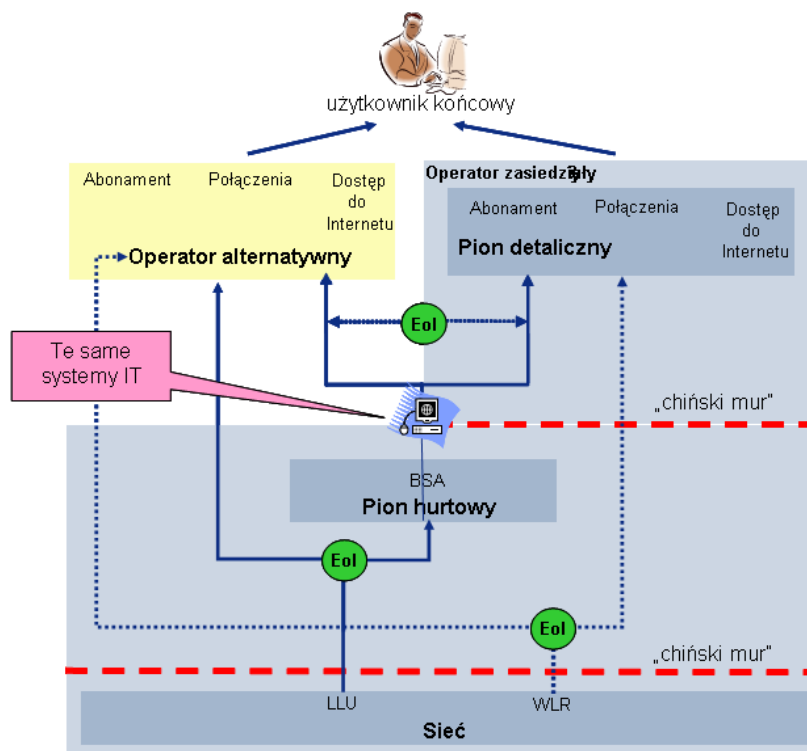 użytkownik końcowy
Operator zasiedziały
Abonament
Połączenia
Dostęp
do
Internetu
Operator alternatywny
Abonament
Połączenia
Dostęp
do
Internetu
Pion detaliczny
EoI
Te same
systemy IT
„chiński mur"
BSA
Pion hurtowy
EoI
EoI
„chiński mur"
LLU
WLR
Sieć